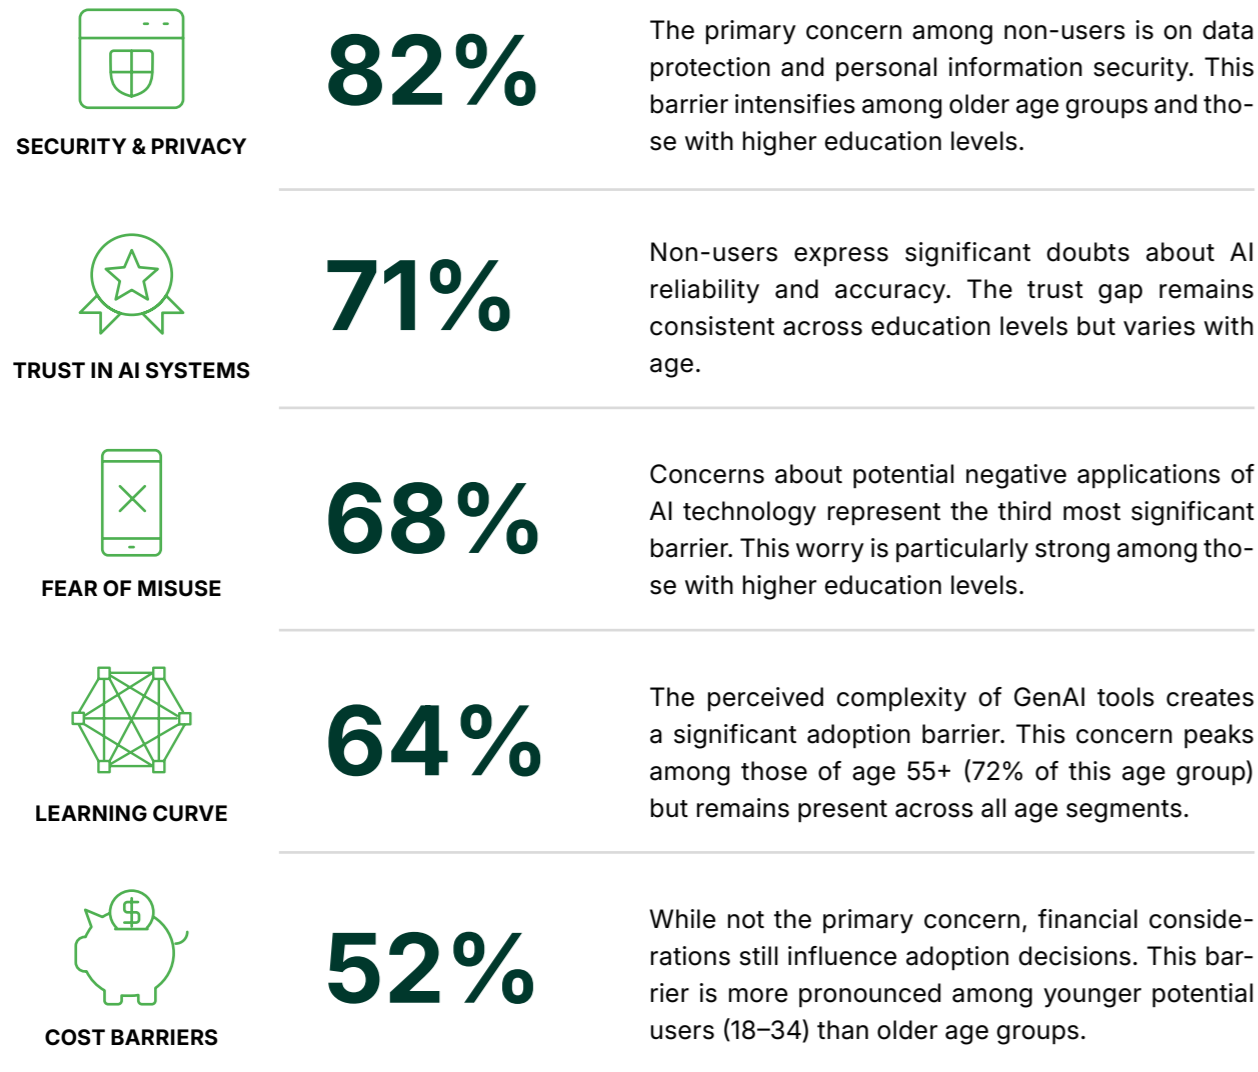 82%
The primary concern among non-users is on data
protection and personal information security. This
barrier intensifies among older age groups and tho-
se with higher education levels.
SECURITY & PRIVACY
71%
Non-users express significant doubts about AI
reliability and accuracy. The trust gap remains
consistent across education levels but varies with
age.
TRUST IN AI SYSTEMS
68%
Concerns about potential negative applications of
AI technology represent the third most significant
barrier. This worry is particularly strong among tho-
se with higher education levels.
FEAR OF MISUSE
64%
The perceived complexity of GenAI tools creates
a significant adoption barrier. This concern peaks
among those of age 55+ (72% of this age group)
but remains present across all age segments.
LEARNING CURVE
$
52%
While not the primary concern, financial conside-
rations still influence adoption decisions. This bar-
rier is more pronounced among younger potential
users (18–34) than older age groups.
COST BARRIERS